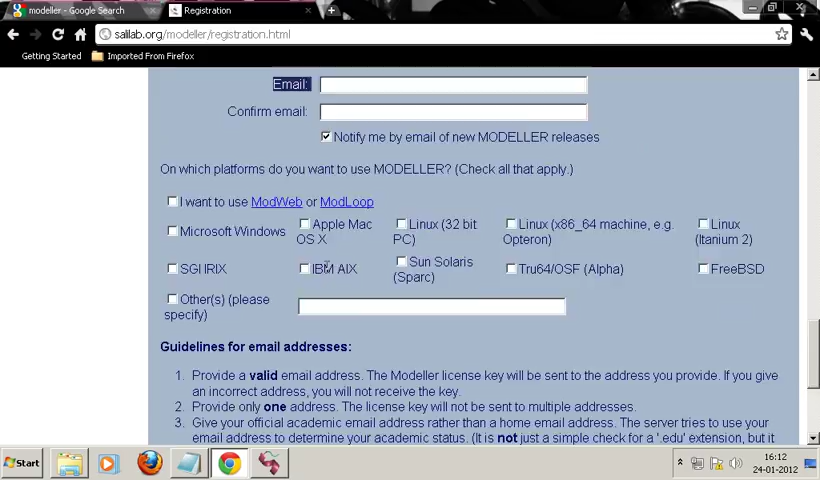 modeller - Google Search
Registration
salilab.org/modeller/registration.html
Getting Started Imported From Firefox
Email:
Confirm email:
Notify me by email of new MODELLER releases
On which platforms do you want to use MODELLER? (Check all that apply.)
I want to use ModWeb or ModLoop
Microsoft Windows
Apple Mac
OS X
Linux (32 bit
PC)
Linux (x86_64 machine, e.g.
Opteron)
Linux
(Itanium 2)
SGI IRIX
IBM AIX
Sun Solaris
(Sparc)
Tru64/OSF (Alpha)
FreeBSD
Other(s) (please
specify)
Guidelines for email addresses:
1. Provide a valid email address. The Modeller license key will be sent to the address you provide. If you give
an incorrect address, you will not receive the key.
2. Provide only one address. The license key will not be sent to multiple addresses.
3. Give your official academic email address rather than a home email address. The server tries to use your
email address to determine your academic status. (It is not just a simple check for a '.edu' extension, but it
Start
16:12
24-01-2012